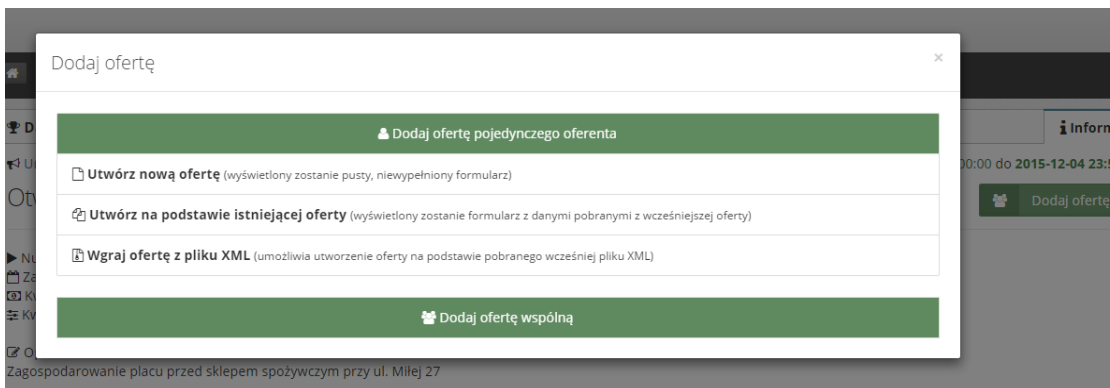 Dodaj ofertę ×
Dodaj ofertę pojedynczego oferenta
Utwórz nową ofertę (wyświetlony zostanie pusty, niewypełniony formularz)
Utwórz na podstawie istniejącej oferty (wyświetlony zostanie formularz z danymi pobranymi z wcześniejszej oferty)
Wgraj ofertę z pliku XML (umożliwia utworzenie oferty na podstawie pobranego wcześniej pliku XML)
Dodaj ofertę wspólną
00:00 do 2015-12-04
Dodaj ofertę
Zagospodarowanie placu przed sklepem spożywczym przy ul. Miłej 27